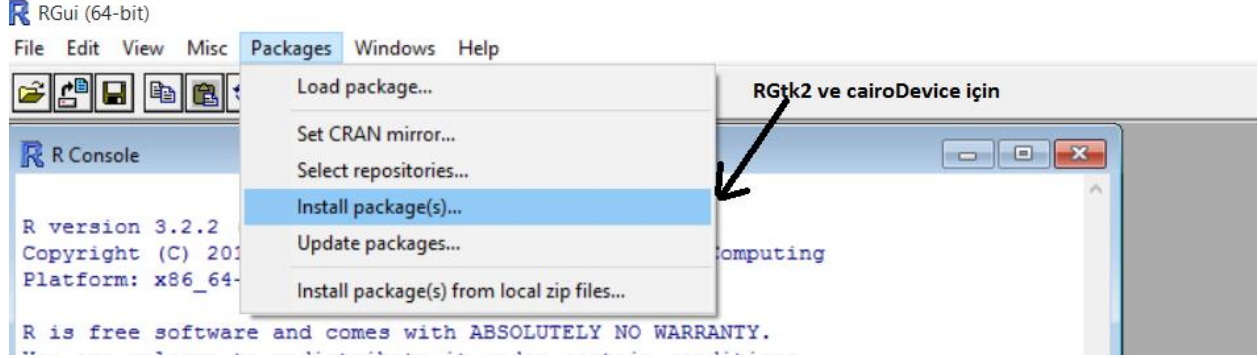 RGui (64-bit)
File Edit View Misc Packages Windows Help
Load package...
RGtk2 ve cairoDevice için
Set CRAN mirror...
R Console
Select repositories...
Install package(s)...
R version 3.2.2
Update packages...
Copyright (C) 201 omputing
Platform: x86_64-
Install package(s) from local zip files...
R is free software and comes with ABSOLUTELY NO WARRANTY.